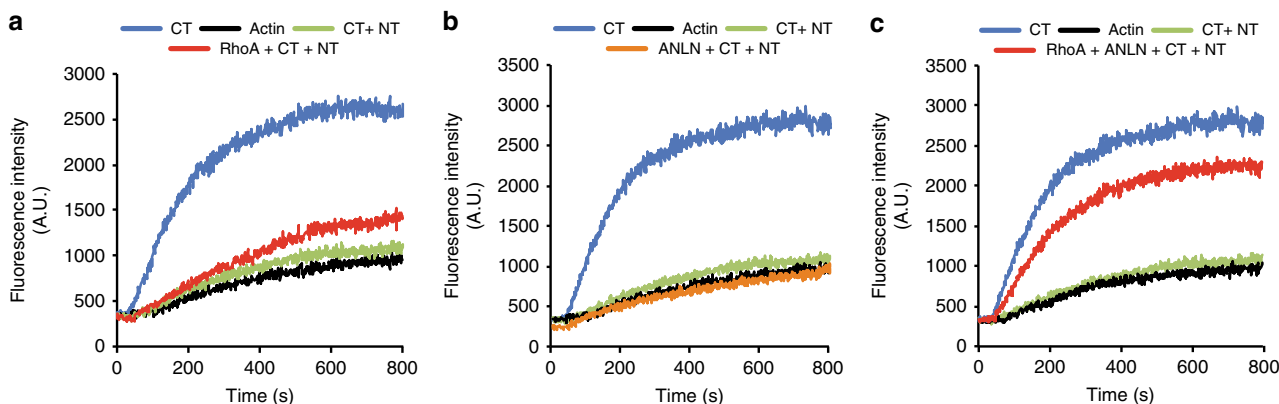 a
CT Actin CT+ NT
RhoA + CT + NT
Fluorescence intensity
(A.U.)
3000
2500
2000
1500
1000
500
0
0 200 400 600 800
Time (s)
b
CT Actin CT+ NT
ANLN + CT + NT
Fluorescence intensity
(A.U.)
3500
3000
2500
2000
1500
1000
500
0
0 200 400 600 800
Time (s)
c
CT Actin CT+ NT
RhoA + ANLN + CT + NT
Fluorescence intensity
(A.U.)
3500
3000
2500
2000
1500
1000
500
0
0 200 400 600 800
Time (s)